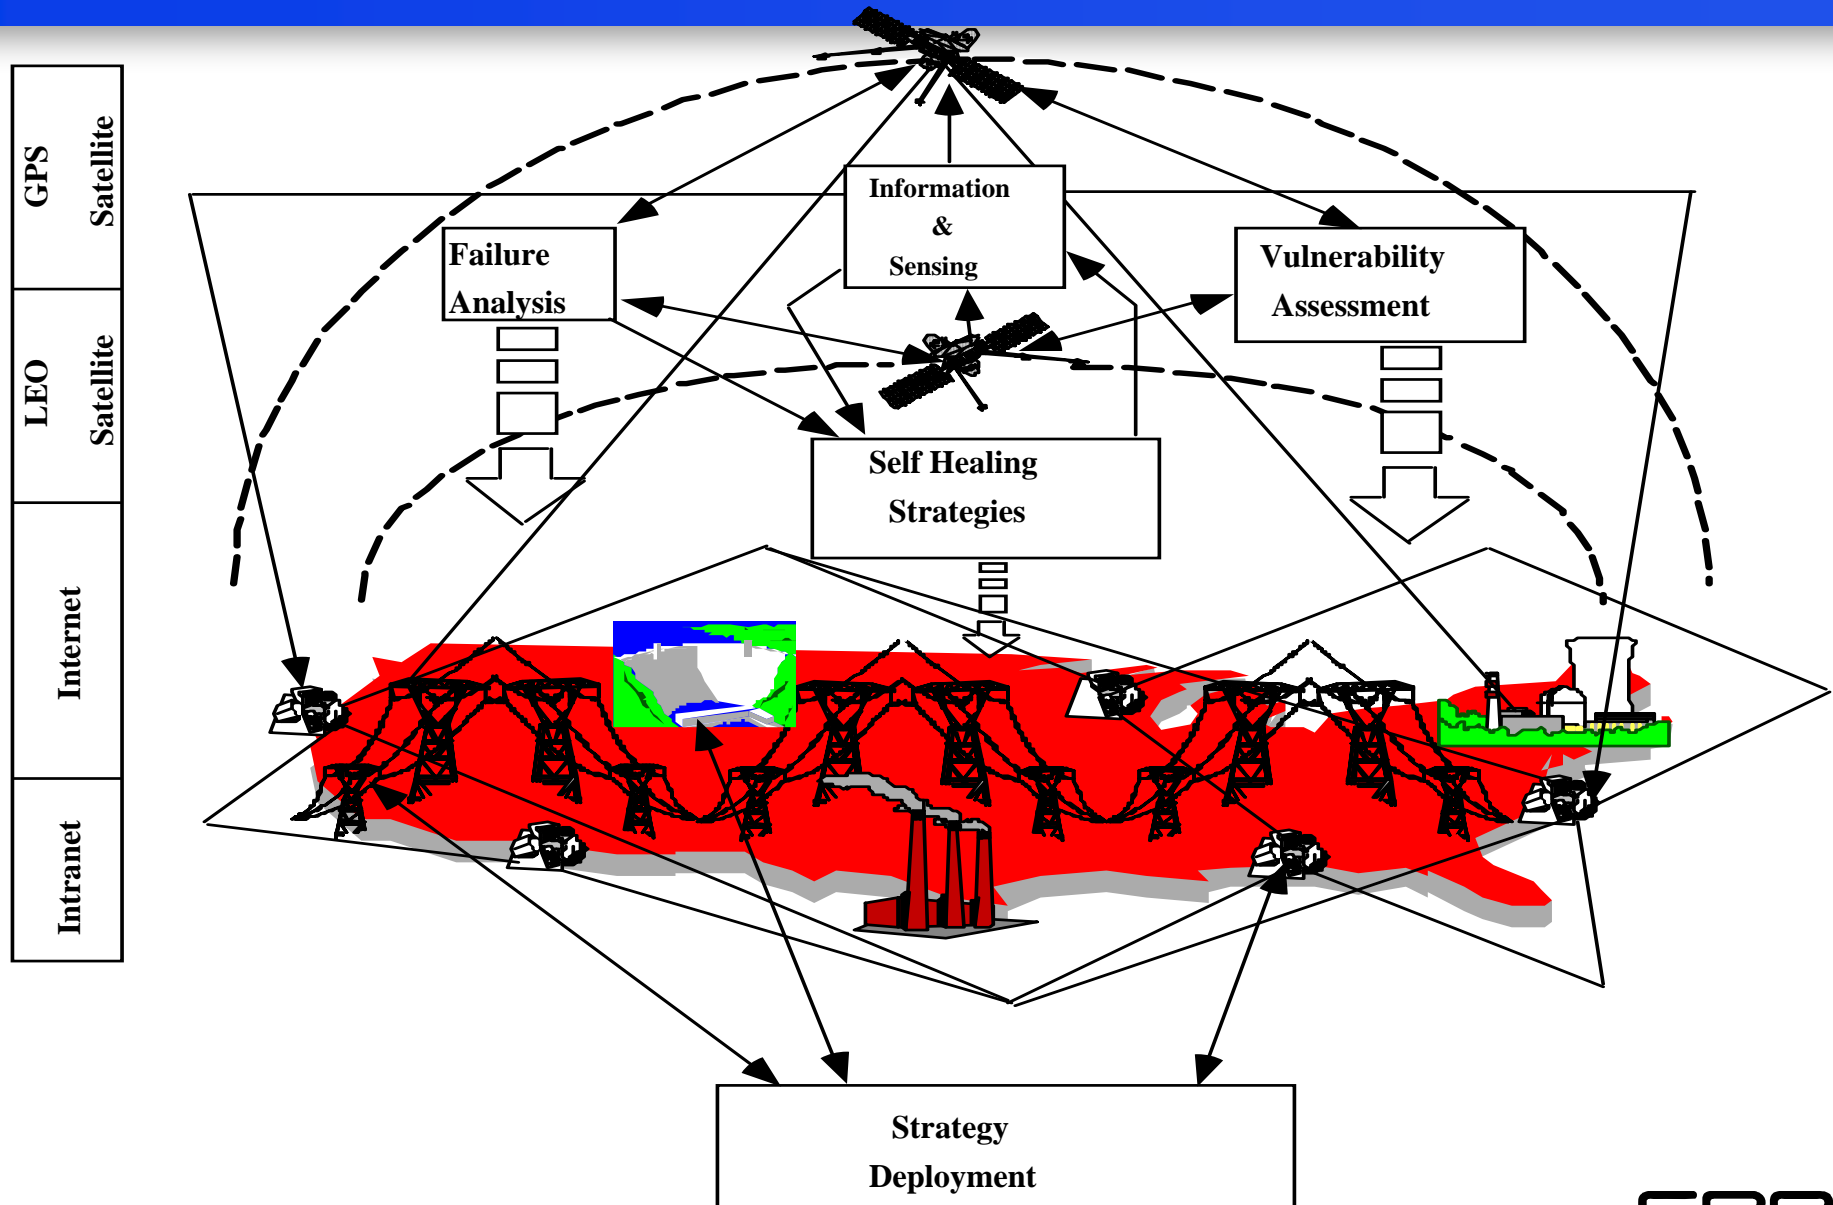 GPS
Satellite
LEO
Satellite
Internet
Intranet
Information
&
Sensing
Failure
Analysis
Vulnerability
Assessment
Self Healing
Strategies
Strategy
Deployment